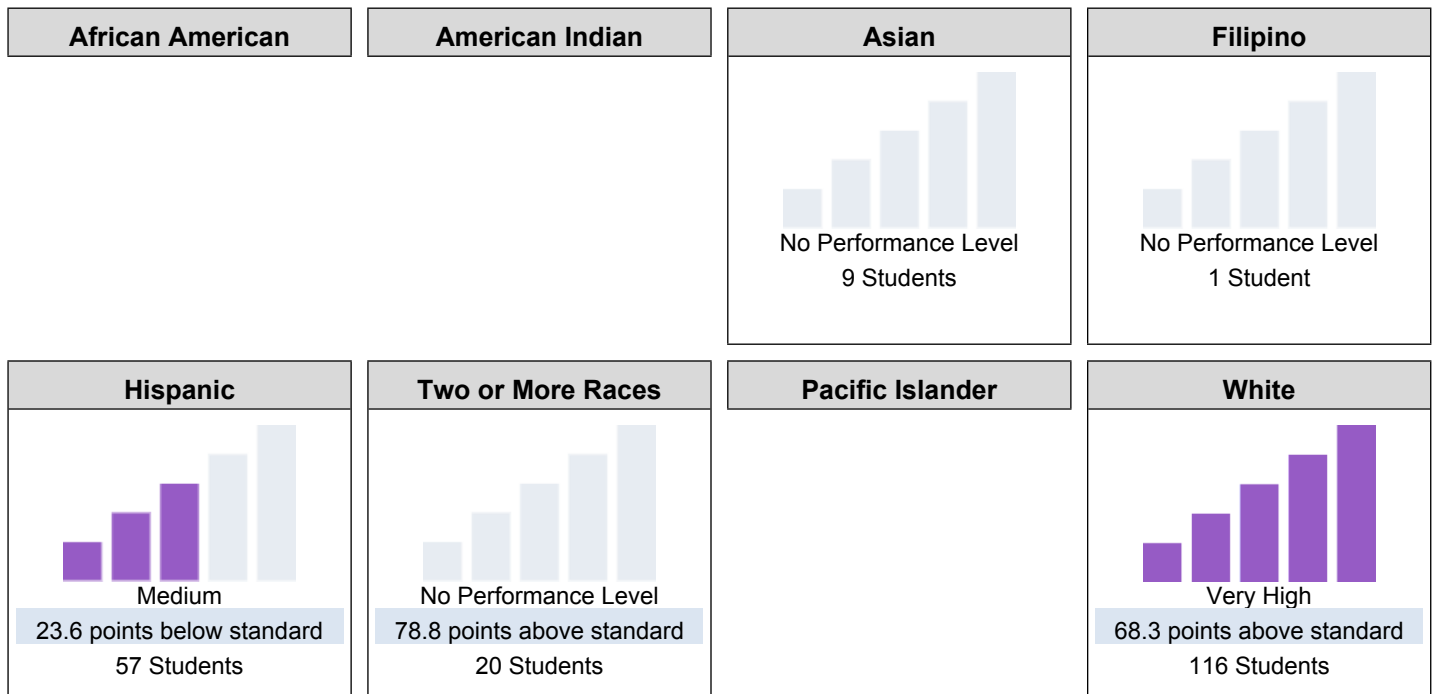 African American
American Indian
Asian
Filipino
No Performance Level
9 Students
No Performance Level
1 Student
Hispanic
Two or More Races
Pacific Islander
White
Medium
23.6 points below standard
57 Students
No Performance Level
78.8 points above standard
20 Students
Very High
68.3 points above standard
116 Students